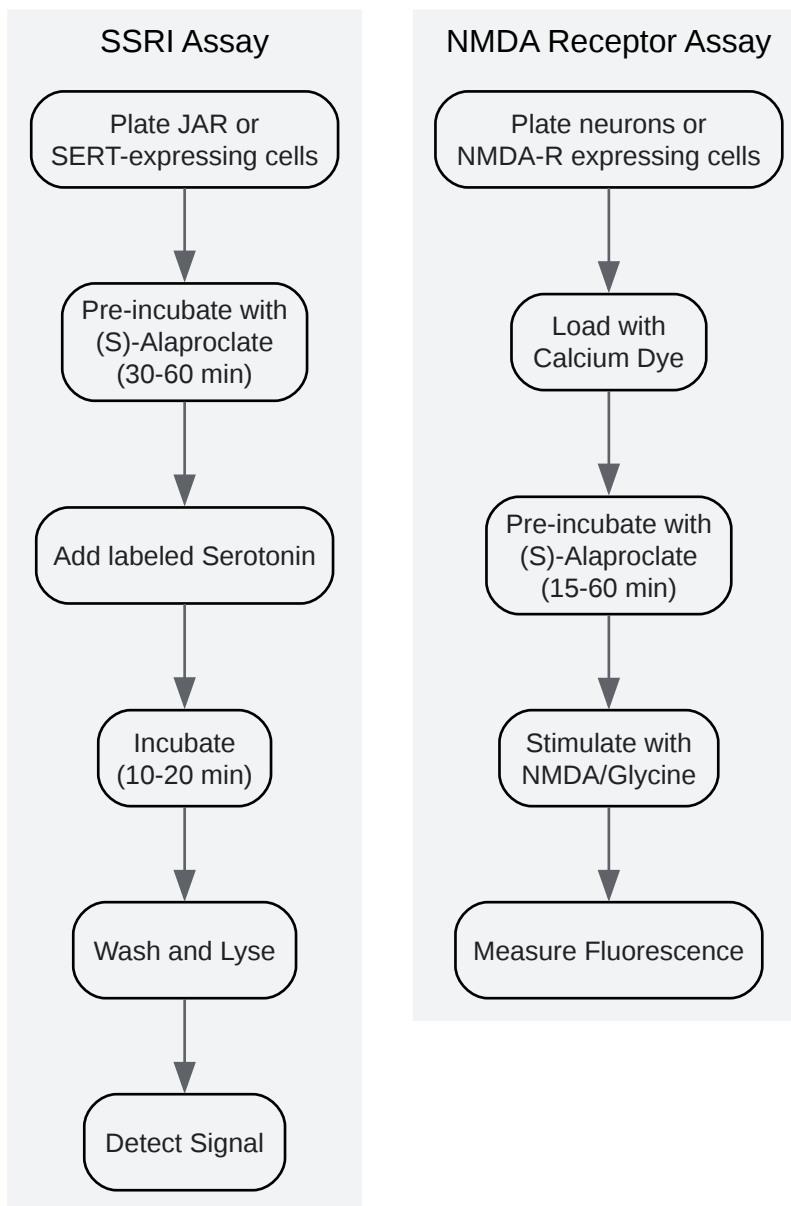 SSRI Assay
Plate JAR or
SERT-expressing cells
Pre-incubate with
(S)-Alaproclate
(30-60 min)
Add labeled Serotonin
Incubate
(10-20 min)
Wash and Lyse
Detect Signal
NMDA Receptor Assay
Plate neurons or
NMDA-R expressing cells
Load with
Calcium Dye
Pre-incubate with
(S)-Alaproclate
(15-60 min)
Stimulate with
NMDA/Glycine
Measure Fluorescence